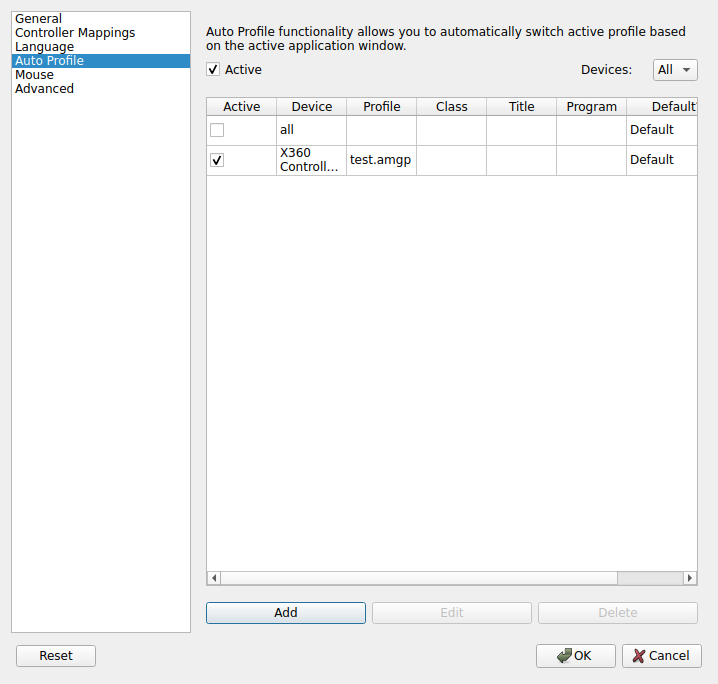 General
Controller Mappings
Language
Auto Profile
Mouse
Advanced
Auto Profile functionality allows you to automatically switch active profile based
on the active application window.
Active
Devices: All
Active Device Profile Class Title Program Default
all Default
X360
Controll... test.amgp Default
Add Edit Delete
Reset OK Cancel